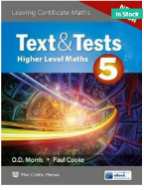 Leaving Certificate Maths
In Stock
Text & Tests
Higher Level Maths
5
O.D. Morris
Paul Cooke
The Celtic Press